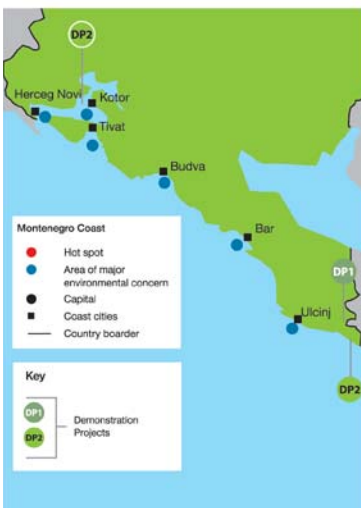 DP2
Kotor
Herceg Novi
Tivat
Budva
Bar
Montenegro Coast
Hot spot
Area of major
environmental concern
Capital
Coast cities
Country boarder
DP1
Ulcinj
DP2
Key
DP1
DP2
Demonstration
Projects